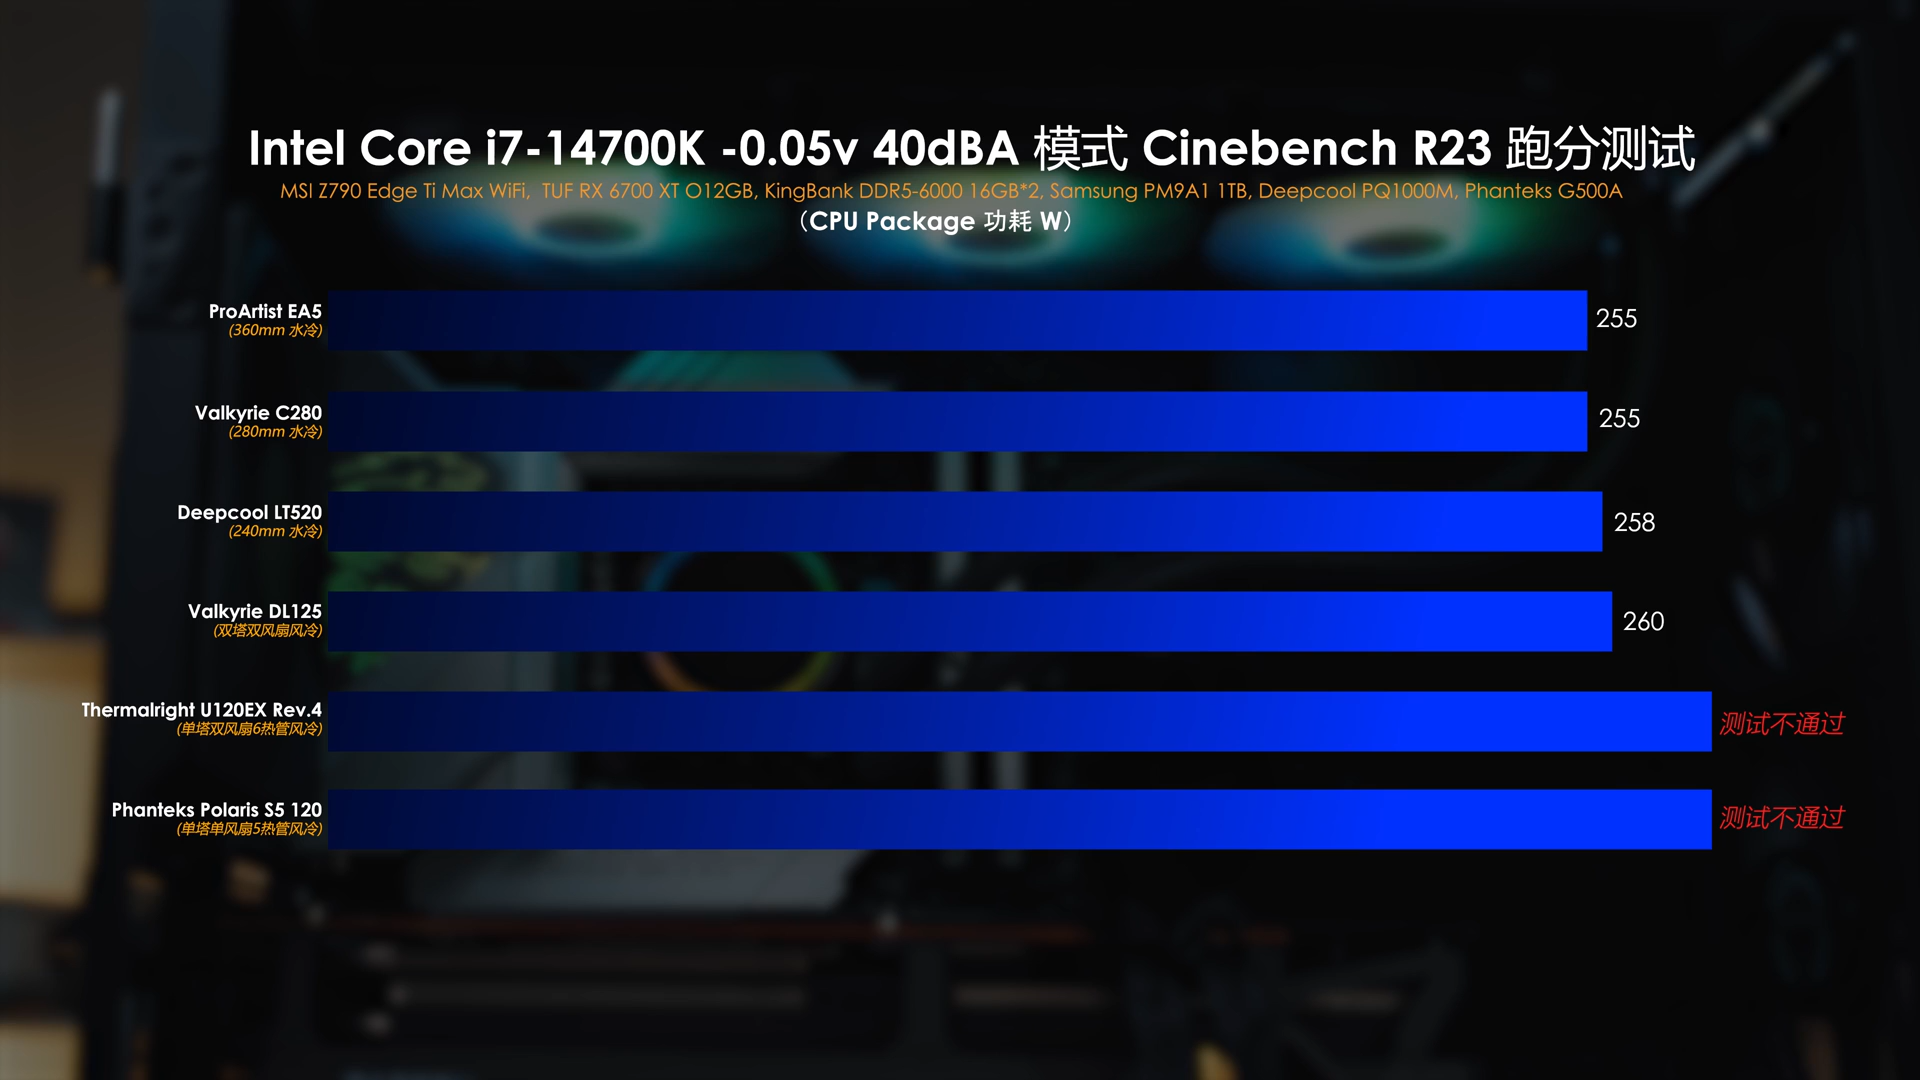 Intel Core i7-14700K -0.05v 40dBA 模式 Cinebench R23 跑分测试
MSI Z790 Edge Ti Max WiFi, TUF RX 6700 XT O12GB, KingBank DDR5-6000 16GB*2, Samsung PM9A1 1TB, Deepcool PQ1000M, Phanteks G500A
（CPU Package 功耗 W）
ProArtist EA5
(360mm 水冷)
255
Valkyrie C280
(280mm 水冷)
255
Deepcool LT520
(240mm 水冷)
258
Valkyrie DL125
(双塔双风扇风冷)
260
Thermalright U120EX Rev.4
(单塔双风扇6热管风冷)
测试不通过
Phanteks Polaris S5 120
(单塔单风扇5热管风冷)
测试不通过